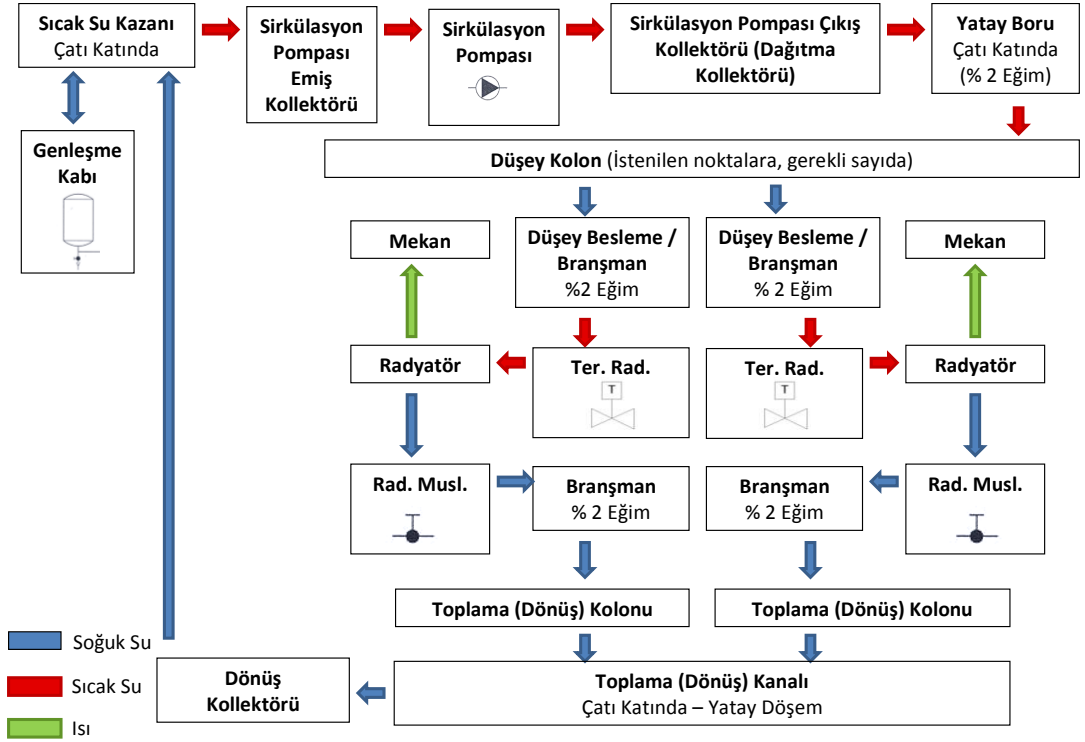 Sıcak Su Kazanı
Çatı Katında
Sirkülasyon
Pompası
Emiş
Kollektörü
Sirkülasyon
Pompası
Sirkülasyon Pompası Çıkış
Kollektörü (Dağıtma
Kollektörü)
Yatay Boru
Çatı Katında
(% 2 Eğim)
Genleşme
Kabı
Düşey Kolon (İstenilen noktalara, gerekli sayıda)
Mekan
Düşey Besleme /
Branşman
%2 Eğim
Düşey Besleme /
Branşman
% 2 Eğim
Mekan
Radyatör
Ter. Rad.
T
Ter. Rad.
T
Radyatör
Rad. Musl.
Branşman
% 2 Eğim
Branşman
% 2 Eğim
Rad. Musl.
Toplama (Dönüş) Kolonu
Toplama (Dönüş) Kolonu
Soğuk Su
Sıcak Su
Isı
Dönüş
Kollektörü
Toplama (Dönüş) Kanalı
Çatı Katında – Yatay Döşem